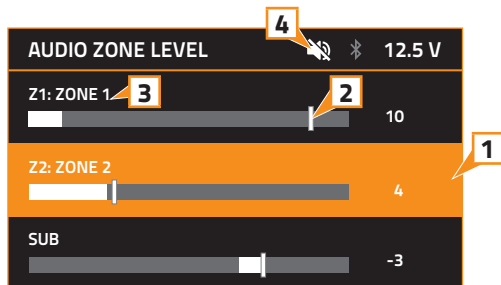 4
AUDIO ZONE LEVEL 12.5 V
Z1: ZONE 1 3 2
10
1
Z2: ZONE 2
4
SUB
-3